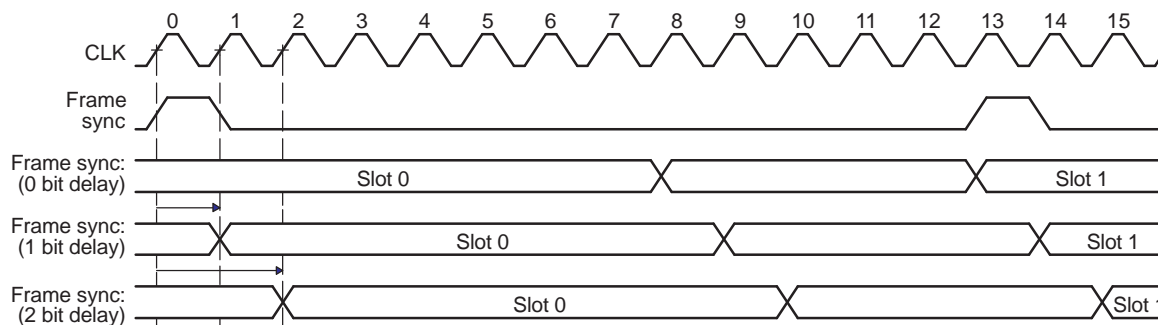 0 1 2 3 4 5 6 7 8 9 10 11 12 13 14 15
CLK
Frame
sync
Frame sync:
(0 bit delay)
Slot 0
Slot 1
Frame sync:
(1 bit delay)
Slot 0
Slot 1
Frame sync:
(2 bit delay)
Slot 0
Slot 1